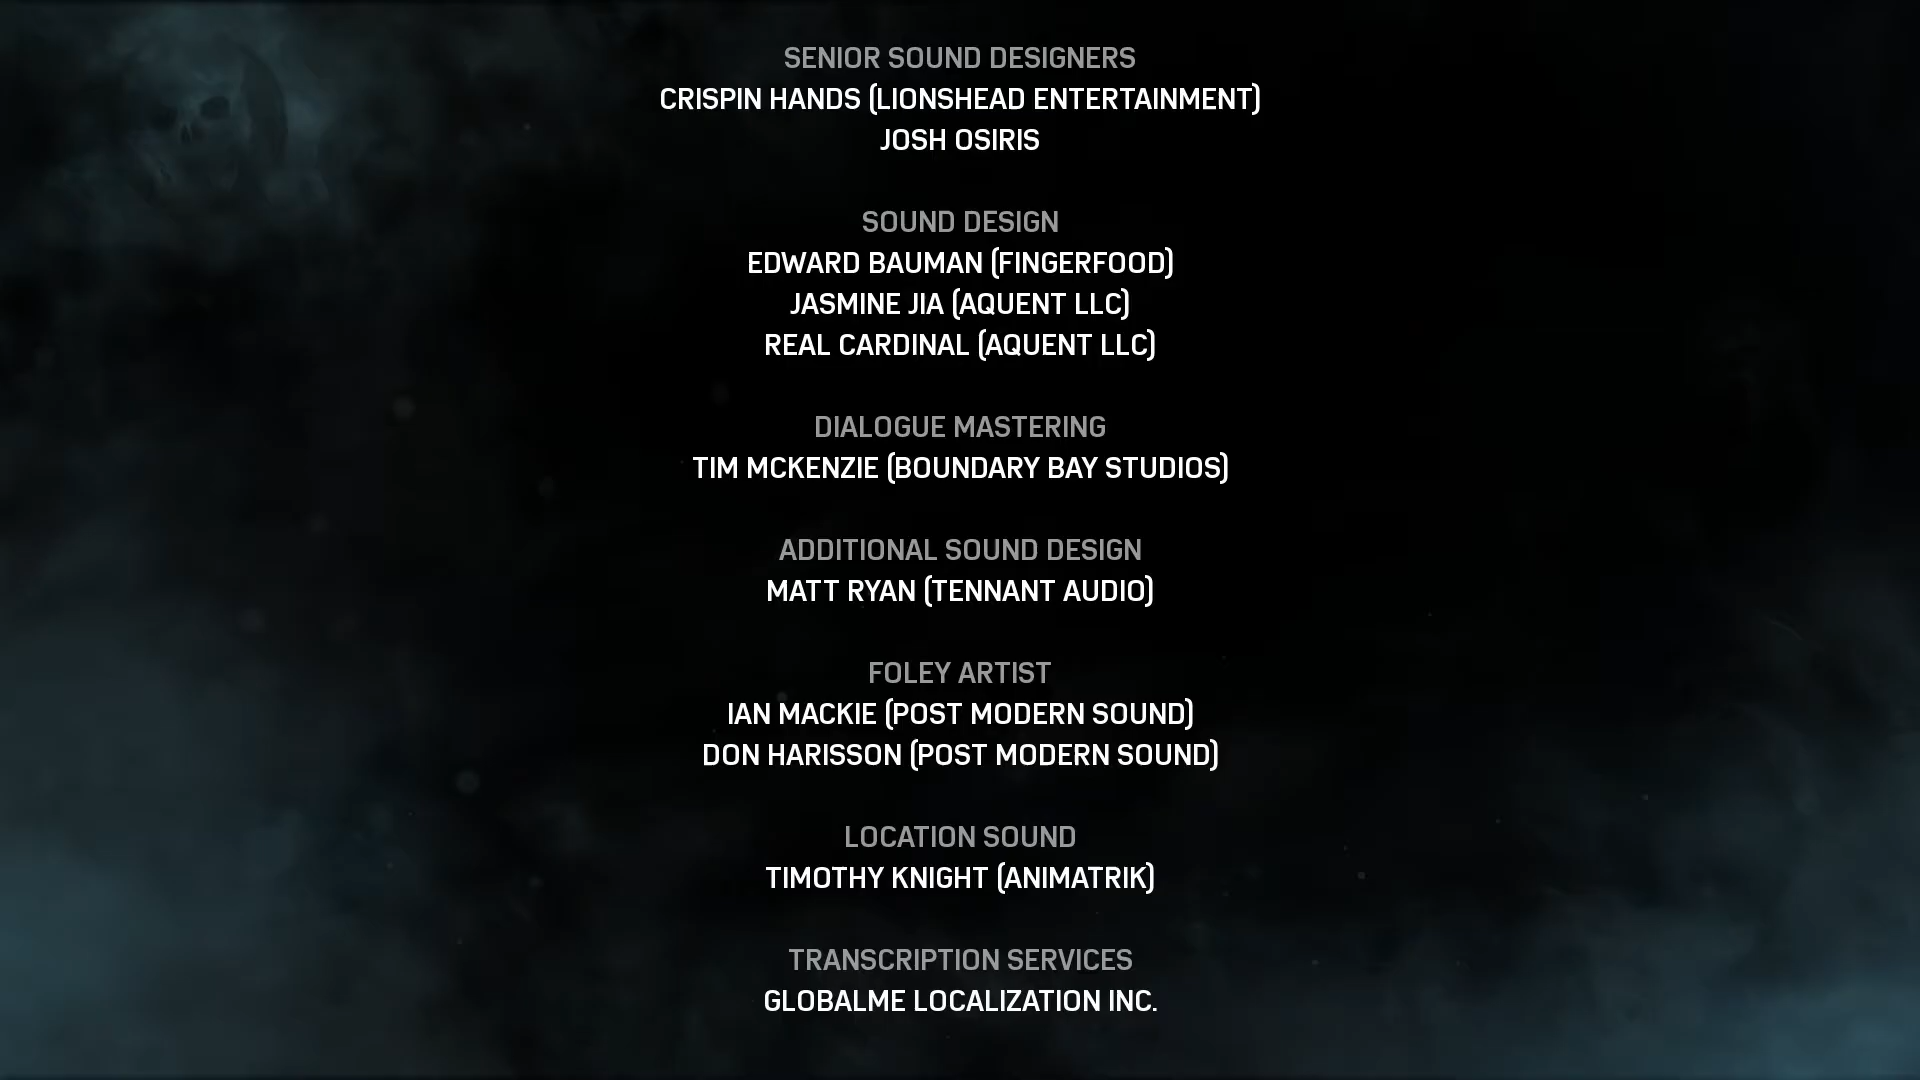 SENIOR SOUND DESIGNERS
CRISPIN HANDS (LIONSHEAD ENTERTAINMENT)
JOSH OSIRIS
SOUND DESIGN
EDWARD BAUMAN (FINGERFOOD)
JASMINE JIA (AQUENT LLC)
REAL CARDINAL (AQUENT LLC)
DIALOGUE MASTERING
TIM MCKENZIE (BOUNDARY BAY STUDIOS)
ADDITIONAL SOUND DESIGN
MATT RYAN (TENNANT AUDIO)
FOLEY ARTIST
IAN MACKIE (POST MODERN SOUND)
DON HARISSON (POST MODERN SOUND)
LOCATION SOUND
TIMOTHY KNIGHT (ANIMATRIK)
TRANSCRIPTION SERVICES
GLOBALME LOCALIZATION INC.